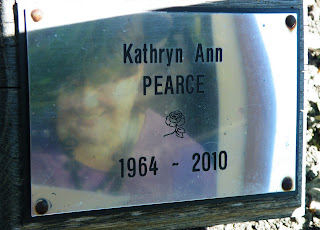 Kathryn Ann
PEARCE
1964 - 2010